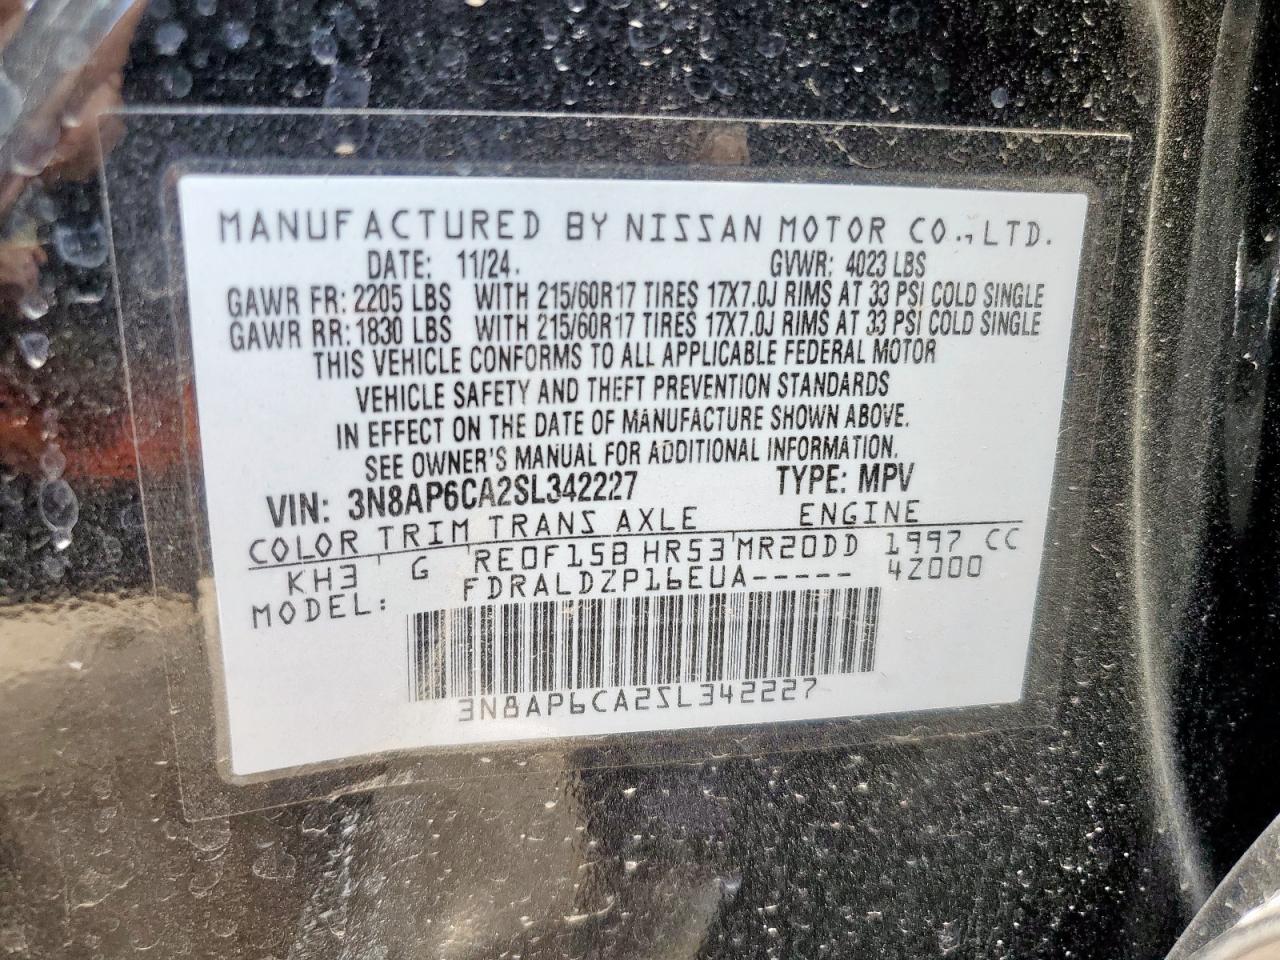 MANUFACTURED BY NISSAN MOTOR CO., LTD.
DATE: 11/24. GVWR: 4023 LBS
GAWR FR: 2205 LBS WITH 215/60R17 TIRES 17X7.0J RIMS AT 33 PSI COLD SINGLE
GAWR RR: 1830 LBS WITH 215/60R17 TIRES 17X7.0J RIMS AT 33 PSI COLD SINGLE
THIS VEHICLE CONFORMS TO ALL APPLICABLE FEDERAL MOTOR
VEHICLE SAFETY AND THEFT PREVENTION STANDARDS
IN EFFECT ON THE DATE OF MANUFACTURE SHOWN ABOVE.
SEE OWNER'S MANUAL FOR ADDITIONAL INFORMATION.
VIN: 3N8AP6CA2SL342227 TYPE: MPV
COLOR TRIM TRANS AXLE ENGINE
KH3 G RE0F15B HR53 MR20DD 1997 CC
MODEL: FDRALDZP16EUA----- 42000
3N8AP6CA2SL342227